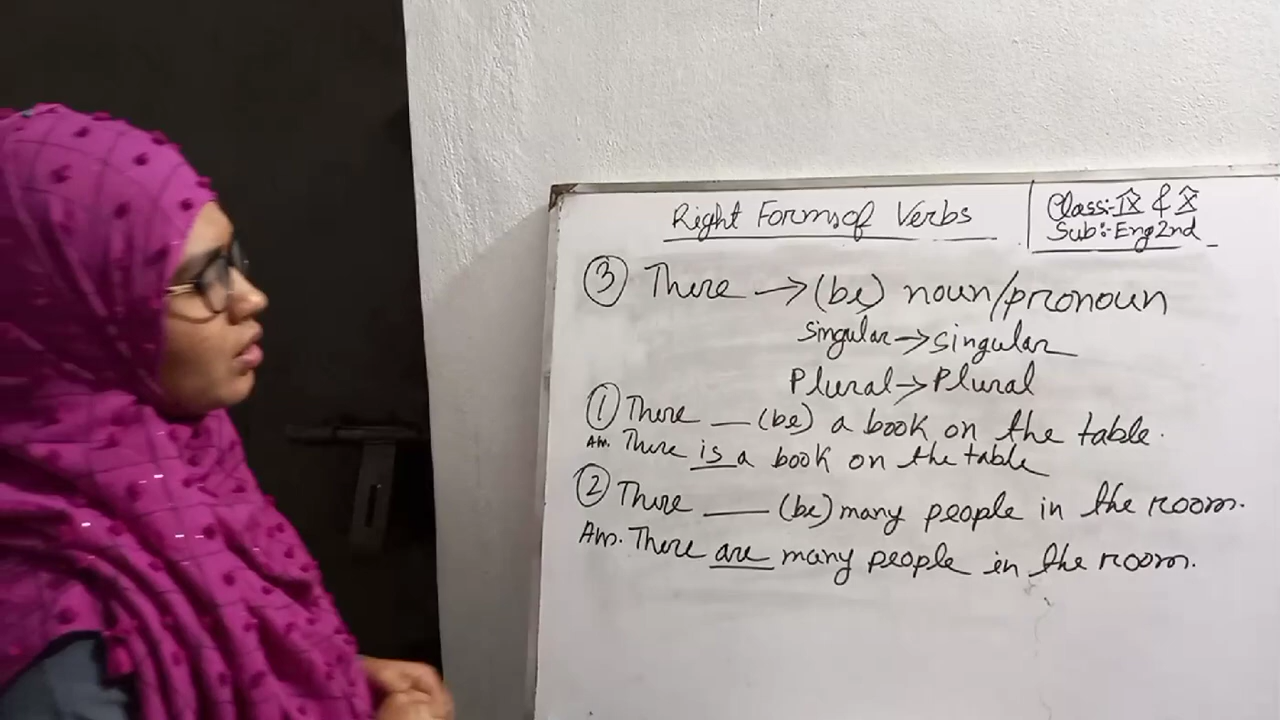 Right Forms of Verbs
Class:-IX & X
Sub:-Eng 2nd
③ There → (be) noun/pronoun
Singular → Singular
Plural → Plural
① There __ (be) a book on the table.
Ans. There is a book on the table
② There ___ (be) many people in the room.
Ans. There are many people in the room.